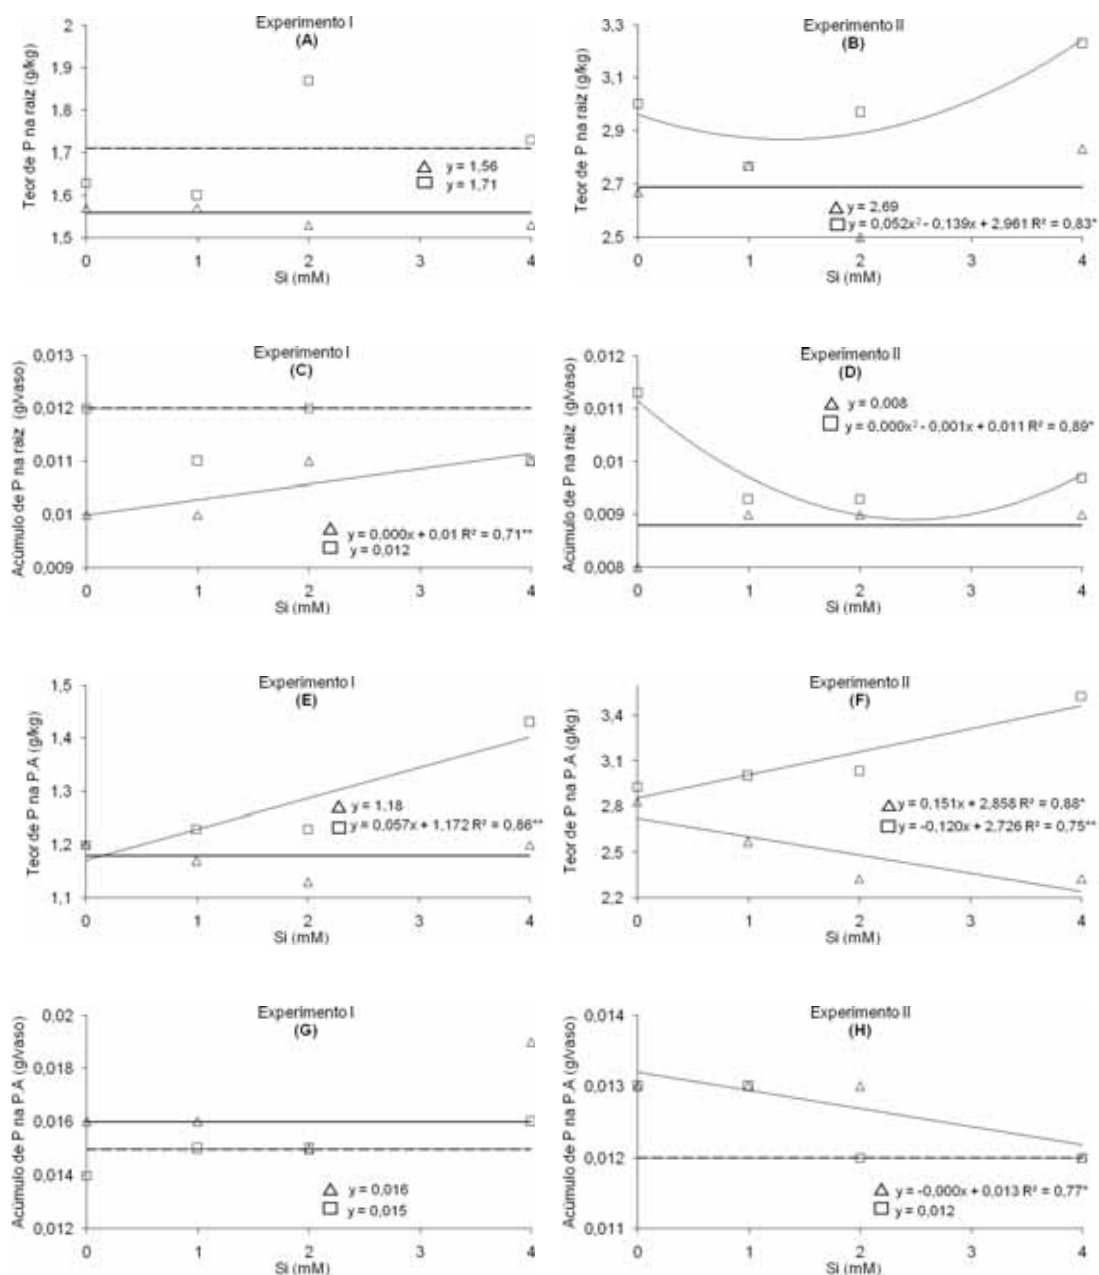 Experimento I
(A)
Teor de P na raiz (g/kg)
2
1,9
1,8
1,7
1,6
1,5
y = 1,56
y = 1,71
0 1 2 3 4
Si (mM)
Experimento II
(B)
Teor de P na raiz (g/kg)
3,3
3,1
2,9
2,7
2,5
y = 2,69
y = 0,052x² - 0,139x + 2,961 R² = 0,83*
0 1 2 3 4
Si (mM)
Experimento I
(C)
Acúmulo de P na raiz (g/vaso)
0,013
0,012
0,011
0,01
0,009
y = 0,000x + 0,01 R² = 0,71**
y = 0,012
0 1 2 3 4
Si (mM)
Experimento II
(D)
Acúmulo de P na raiz (g/vaso)
0,012
0,011
0,01
0,009
0,008
y = 0,008
y = 0,000x² - 0,001x + 0,011 R² = 0,89*
0 1 2 3 4
Si (mM)
Experimento I
(E)
Teor de P na P.A (g/kg)
1,5
1,4
1,3
1,2
1,1
y = 1,18
y = 0,057x + 1,172 R² = 0,86**
0 1 2 3 4
Si (mM)
Experimento II
(F)
Teor de P na P.A (g/kg)
3,4
3,1
2,8
2,5
2,2
y = 0,151x + 2,858 R² = 0,88*
y = -0,120x + 2,726 R² = 0,75**
0 1 2 3 4
Si (mM)
Experimento I
(G)
Acúmulo de P na P.A (g/vaso)
0,02
0,018
0,016
0,014
0,012
y = 0,016
y = 0,015
0 1 2 3 4
Si (mM)
Experimento II
(H)
Acúmulo de P na P.A (g/vaso)
0,014
0,013
0,012
0,011
y = -0,000x + 0,013 R² = 0,77*
y = 0,012
0 1 2 3 4
Si (mM)